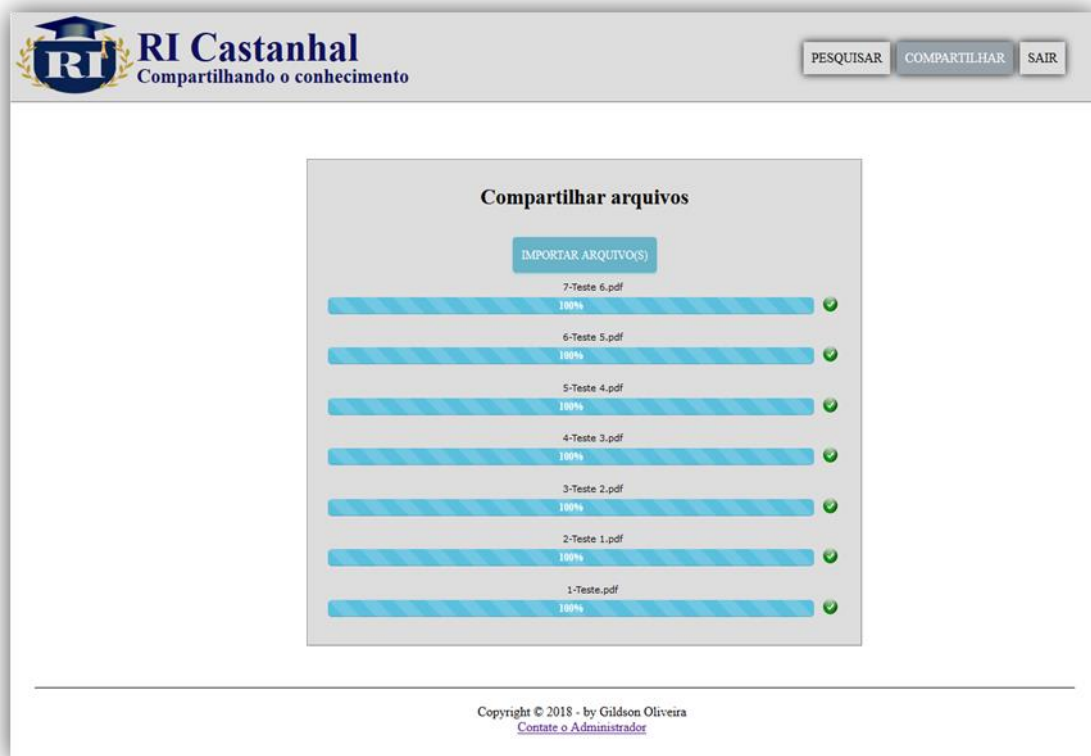 RI
RI Castanhal
Compartilhando o conhecimento
PESQUISAR
COMPARTILHAR
SAIR
Compartilhar arquivos
IMPORTAR ARQUIVO(S)
7-Teste 6.pdf
100%
6-Teste 5.pdf
100%
5-Teste 4.pdf
100%
4-Teste 3.pdf
100%
3-Teste 2.pdf
100%
2-Teste 1.pdf
100%
1-Teste.pdf
100%
Copyright © 2018 - by Gildson Oliveira
Contate o Administrador